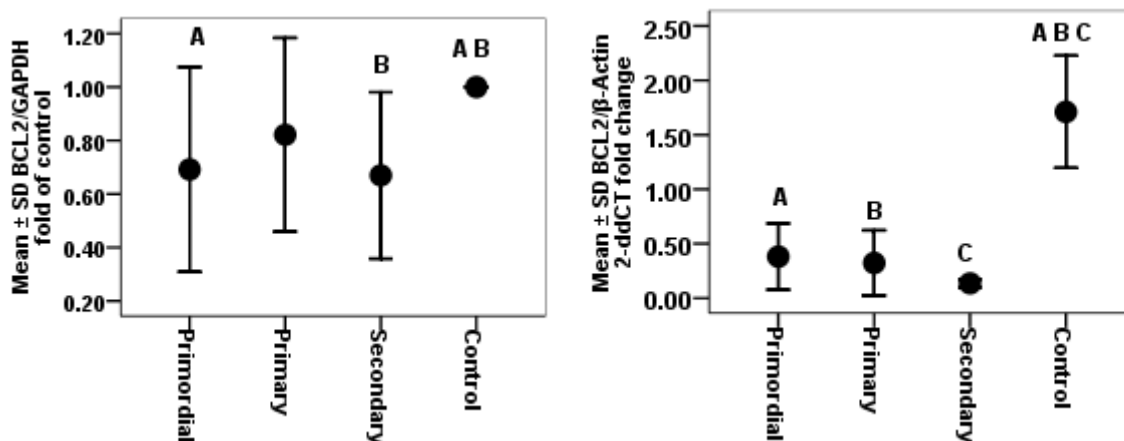 Mean ± SD BCL2/GAPDH
fold of control
1.20
1.00
0.80
0.60
0.40
0.20
A
B
A B
Primordial
Primary
Secondary
Control
Mean ± SD BCL2/β-Actin
2-ddCT fold change
2.50
2.00
1.50
1.00
0.50
0.00
A
B
C
A B C
Primordial
Primary
Secondary
Control